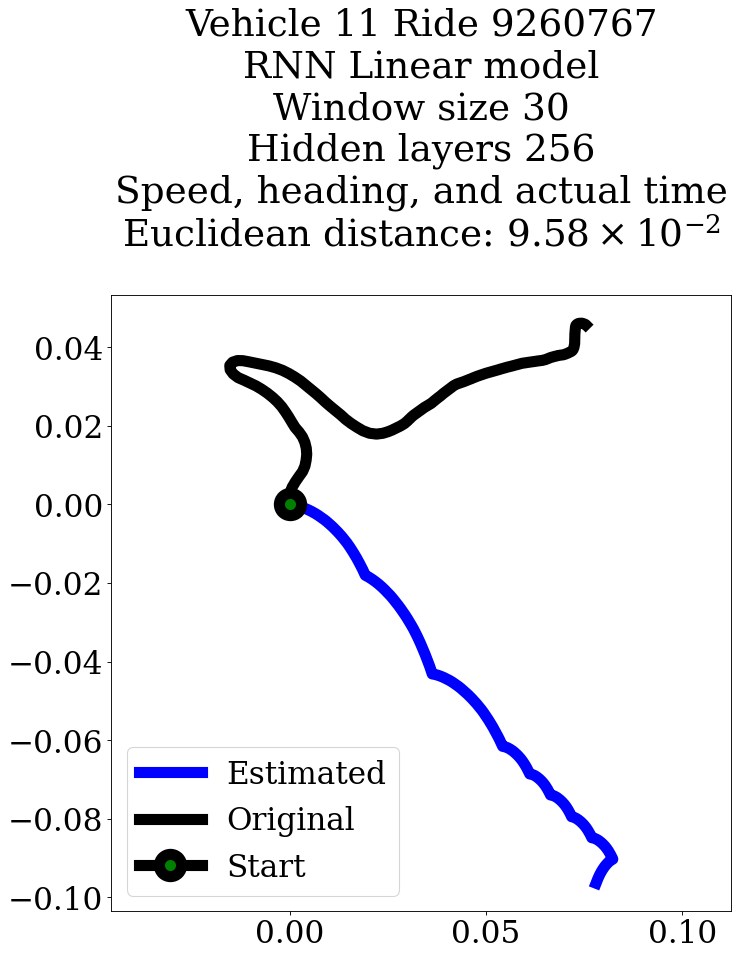 Vehicle 11 Ride 9260767
RNN Linear model
Window size 30
Hidden layers 256
Speed, heading, and actual time
Euclidean distance: 9.58 × 10⁻²
0.04
0.02
0.00
−0.02
−0.04
−0.06
−0.08
−0.10
Estimated
Original
Start
0.00 0.05 0.10